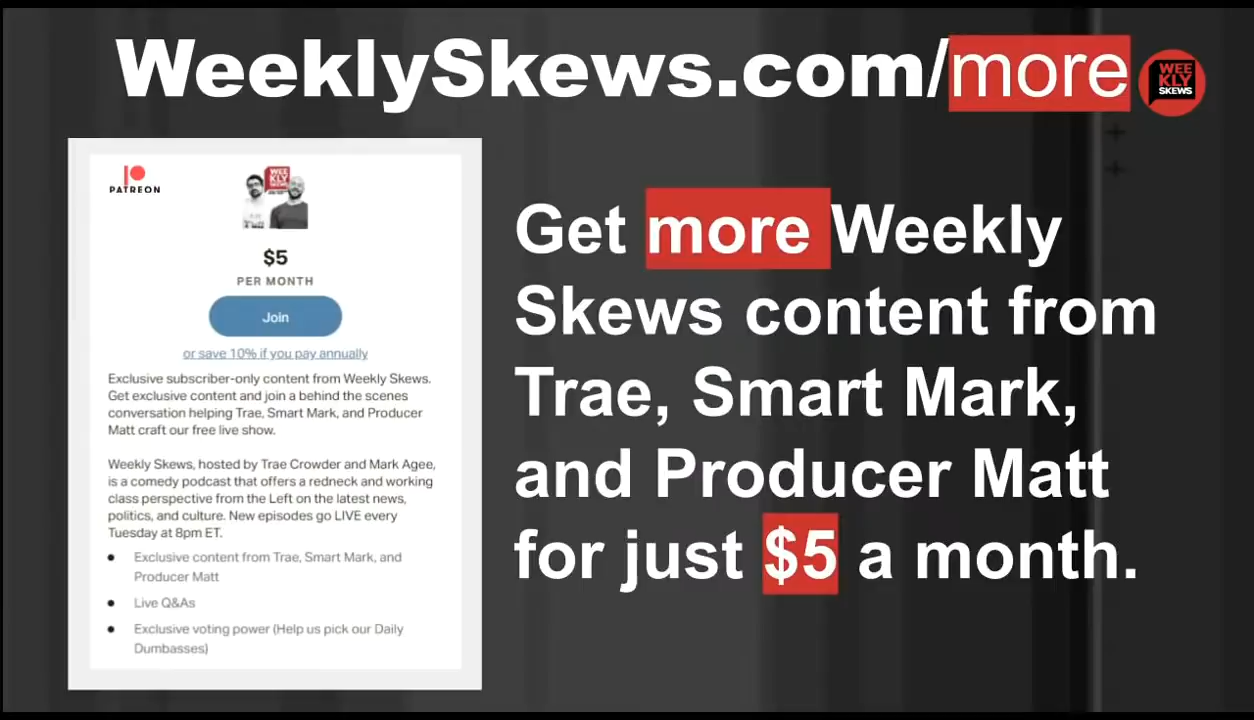 WeeklySkews.com/more
WEE
KLY
SKEWS
PATREON
WEE
KLY
SKEWS
$5
PER MONTH
Join
or save 10% if you pay annually
Exclusive subscriber-only content from Weekly Skews.
Get exclusive content and join a behind the scenes
conversation helping Trae, Smart Mark, and Producer
Matt craft our free live show.
Weekly Skews, hosted by Trae Crowder and Mark Agee,
is a comedy podcast that offers a redneck and working
class perspective from the Left on the latest news,
politics, and culture. New episodes go LIVE every
Tuesday at 8pm ET.
Exclusive content from Trae, Smart Mark, and
Producer Matt
Live Q&As
Exclusive voting power (Help us pick our Daily
Dumbasses)
Get more Weekly
Skews content from
Trae, Smart Mark,
and Producer Matt
for just $5 a month.